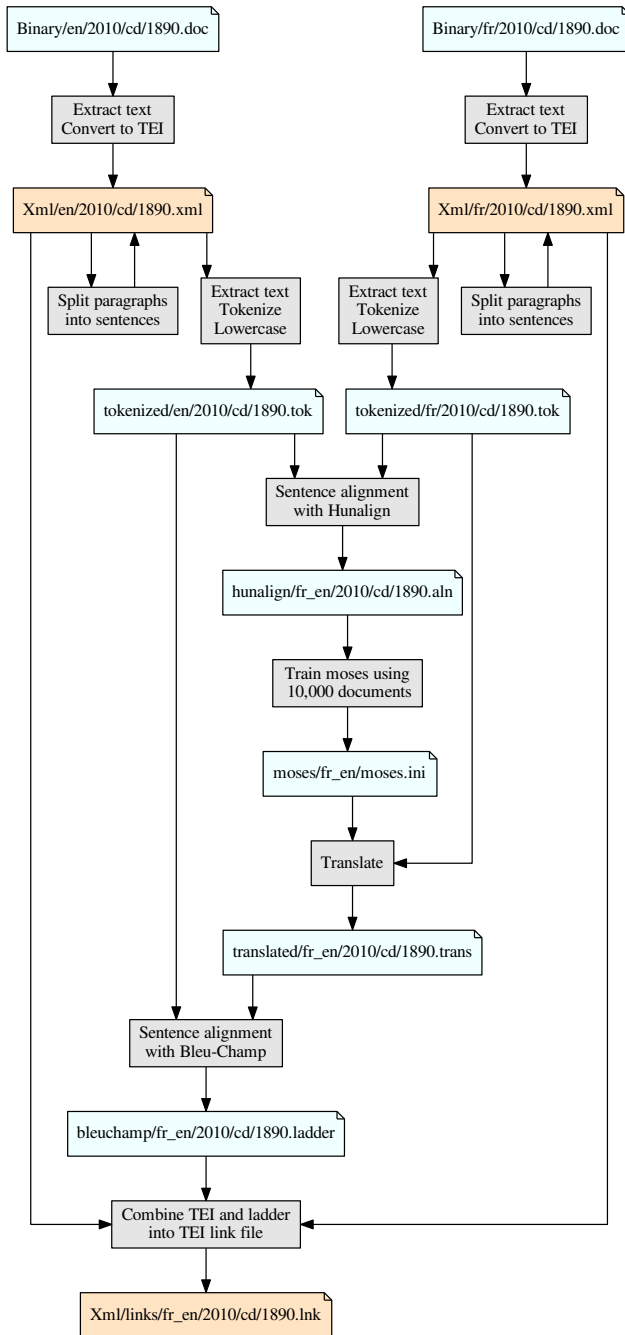 Binary/en/2010/cd/1890.doc
Binary/fr/2010/cd/1890.doc
Extract text
Convert to TEI
Extract text
Convert to TEI
Xml/en/2010/cd/1890.xml
Xml/fr/2010/cd/1890.xml
Split paragraphs
into sentences
Extract text
Tokenize
Lowercase
Extract text
Tokenize
Lowercase
Split paragraphs
into sentences
tokenized/en/2010/cd/1890.tok
tokenized/fr/2010/cd/1890.tok
Sentence alignment
with Hunalign
hunalign/fr_en/2010/cd/1890.aln
Train moses using
10,000 documents
moses/fr_en/moses.ini
Translate
translated/fr_en/2010/cd/1890.trans
Sentence alignment
with Bleu-Champ
bleuchamp/fr_en/2010/cd/1890.ladder
Combine TEI and ladder
into TEI link file
Xml/links/fr_en/2010/cd/1890.lnk